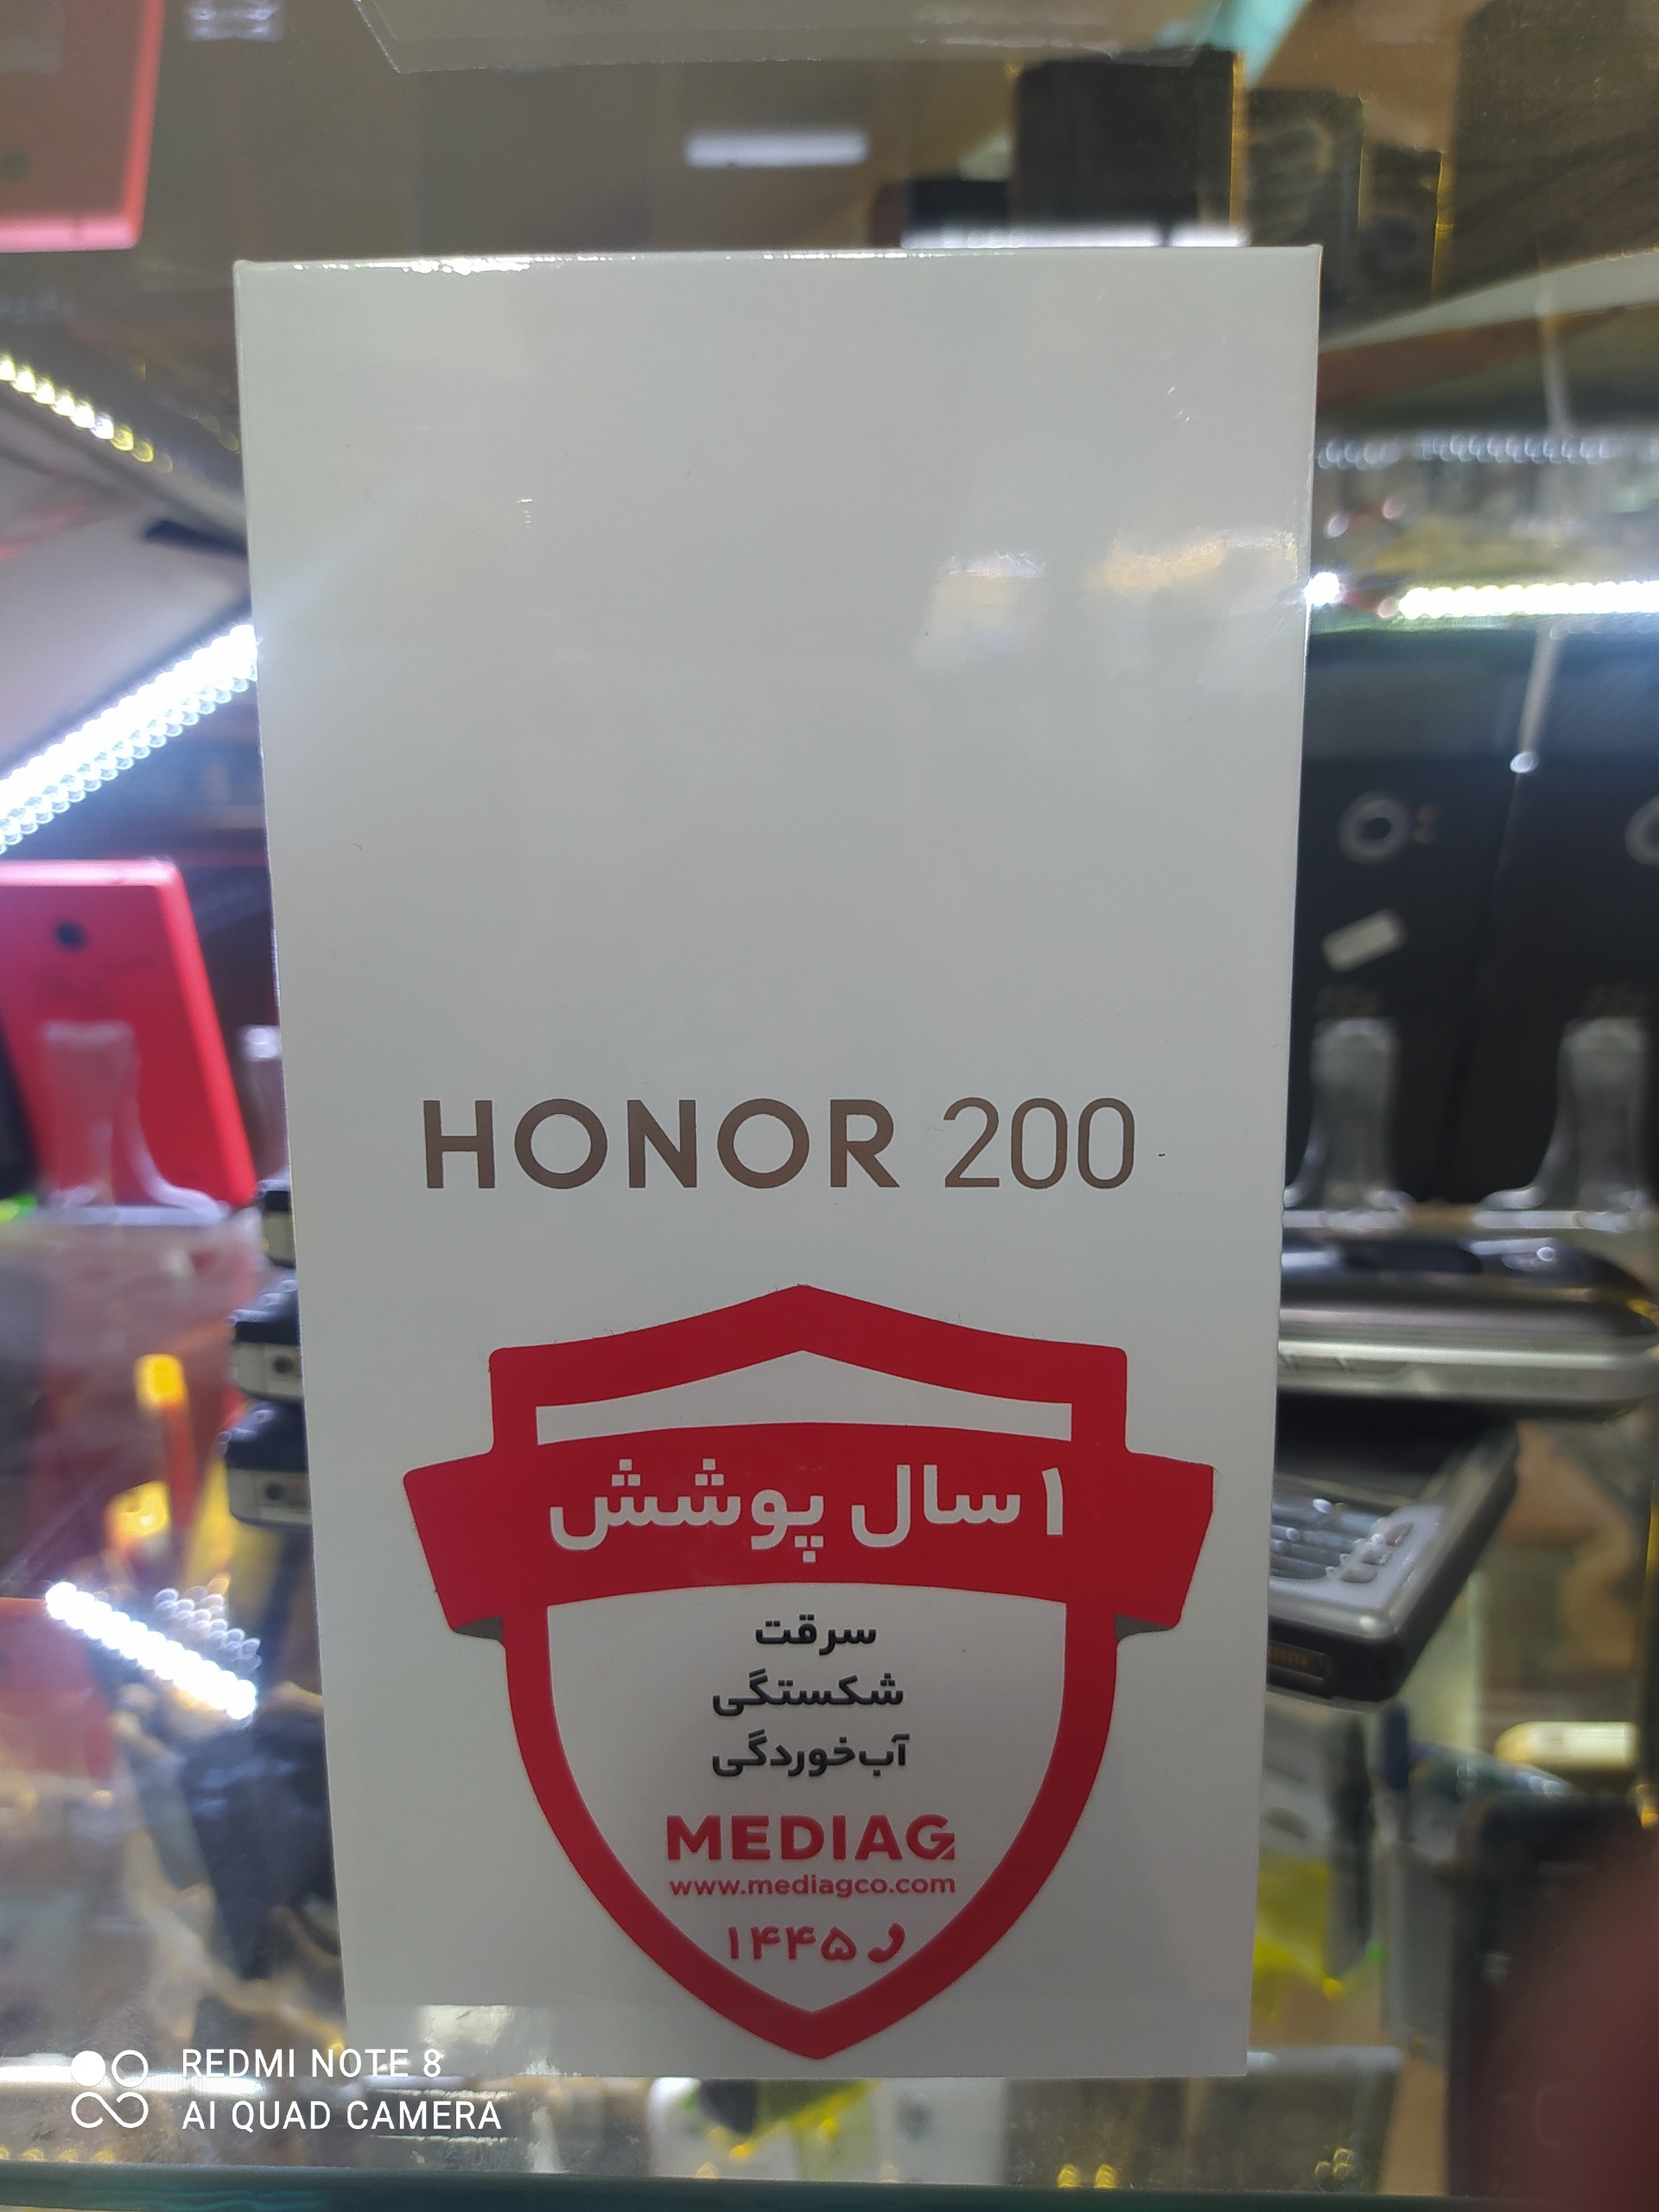 HONOR 200
۱ سال پوشش
سرقت
شکستگی
آب‌خوردگی
MEDIAG
www.mediagco.com
۱۴۴۵
REDMI NOTE 8
AI QUAD CAMERA